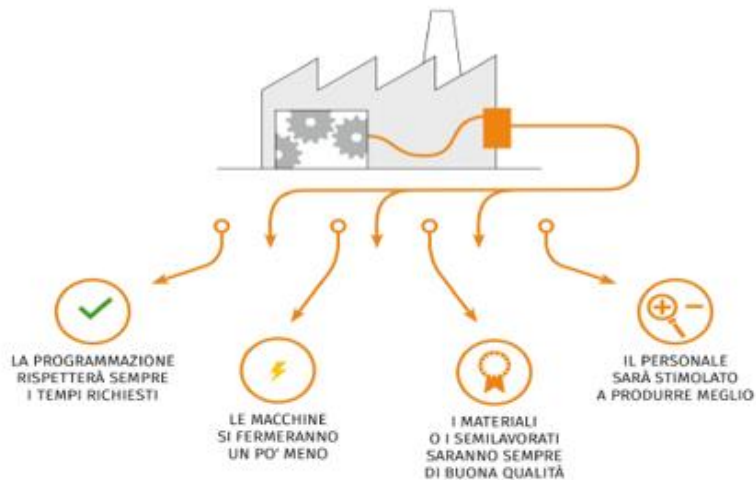 LA PROGRAMMAZIONE
RISPETTERÀ SEMPRE
I TEMPI RICHIESTI
LE MACCHINE
SI FERMERANNO
UN PO' MENO
I MATERIALI
O I SEMILAVORATI
SARANNO SEMPRE
DI BUONA QUALITÀ
IL PERSONALE
SARÀ STIMOLATO
A PRODURRE MEGLIO